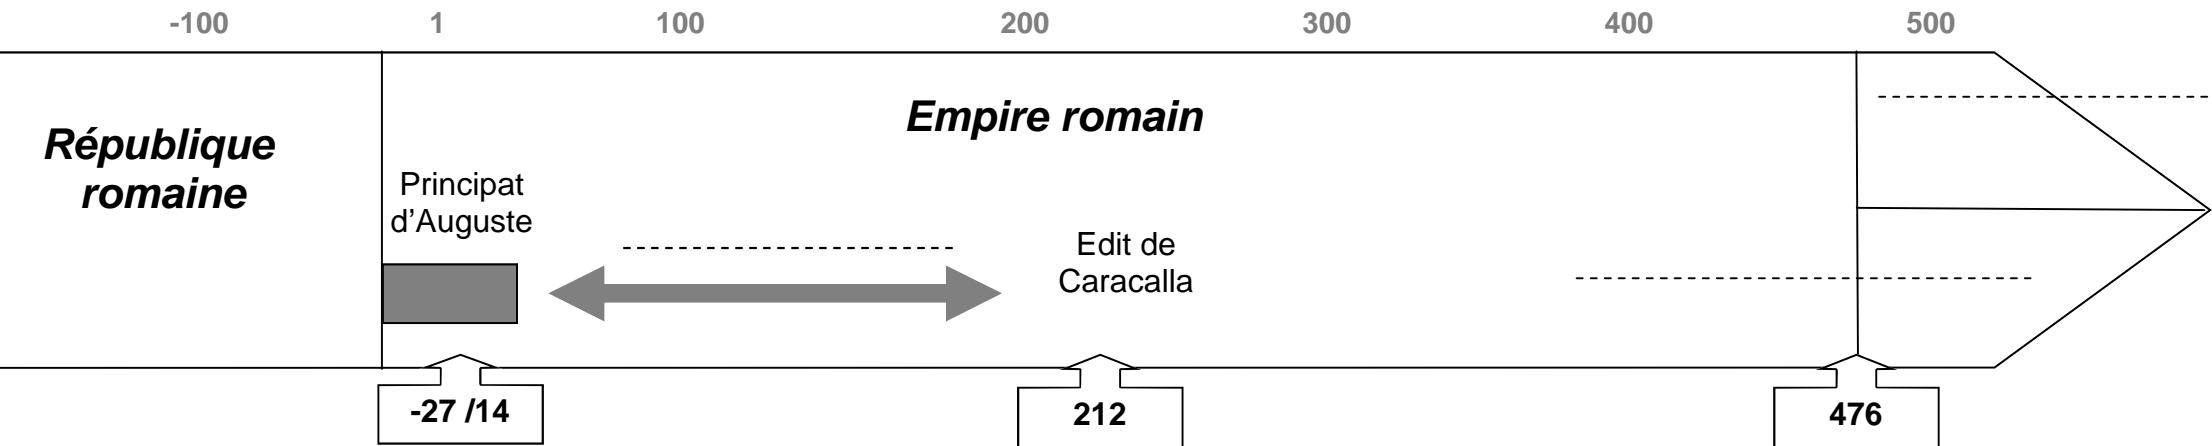 -100 1 100 200 300 400 500
République
romaine
Empire romain
Principat
d’Auguste
Edit de
Caracalla
-27 /14
212
476